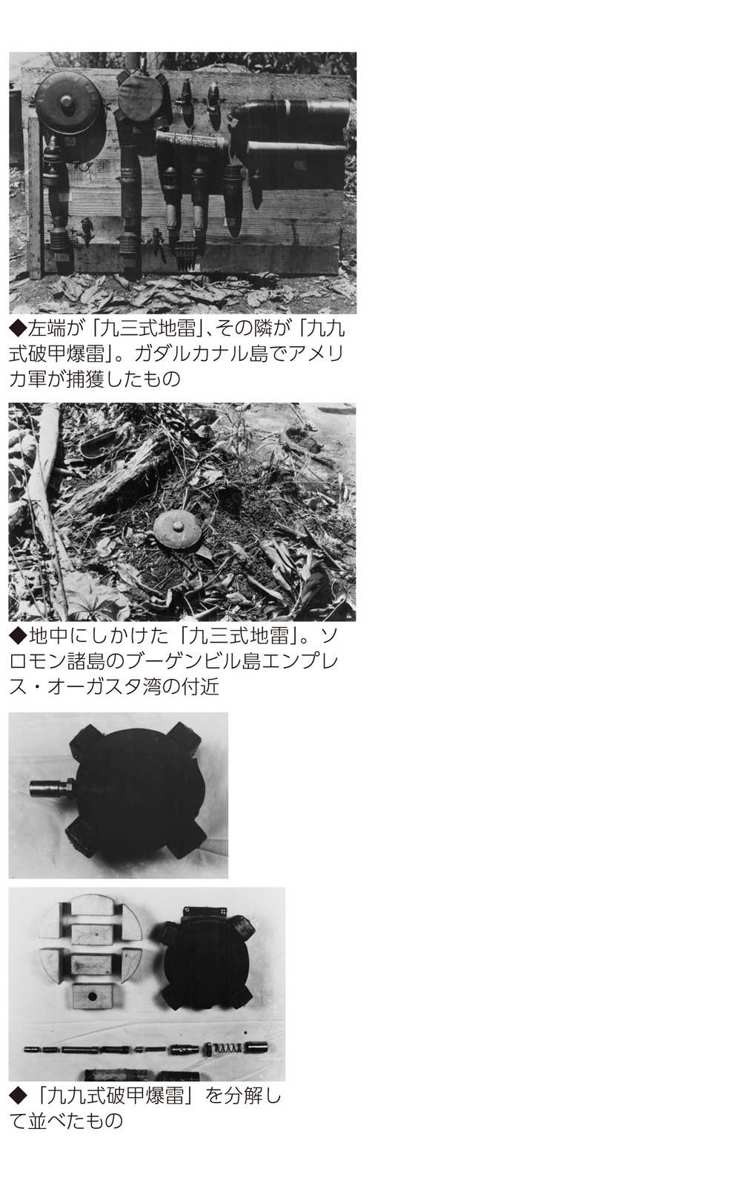 ◆左端が「九三式地雷」、その隣が「九九
式破甲爆雷」。ガダルカナル島でアメリ
カ軍が捕獲したもの
◆地中にしかけた「九三式地雷」。ソ
ロモン諸島のブーゲンビル島エンプレ
ス・オーガスタ湾の付近
◆「九九式破甲爆雷」を分解し
て並べたもの